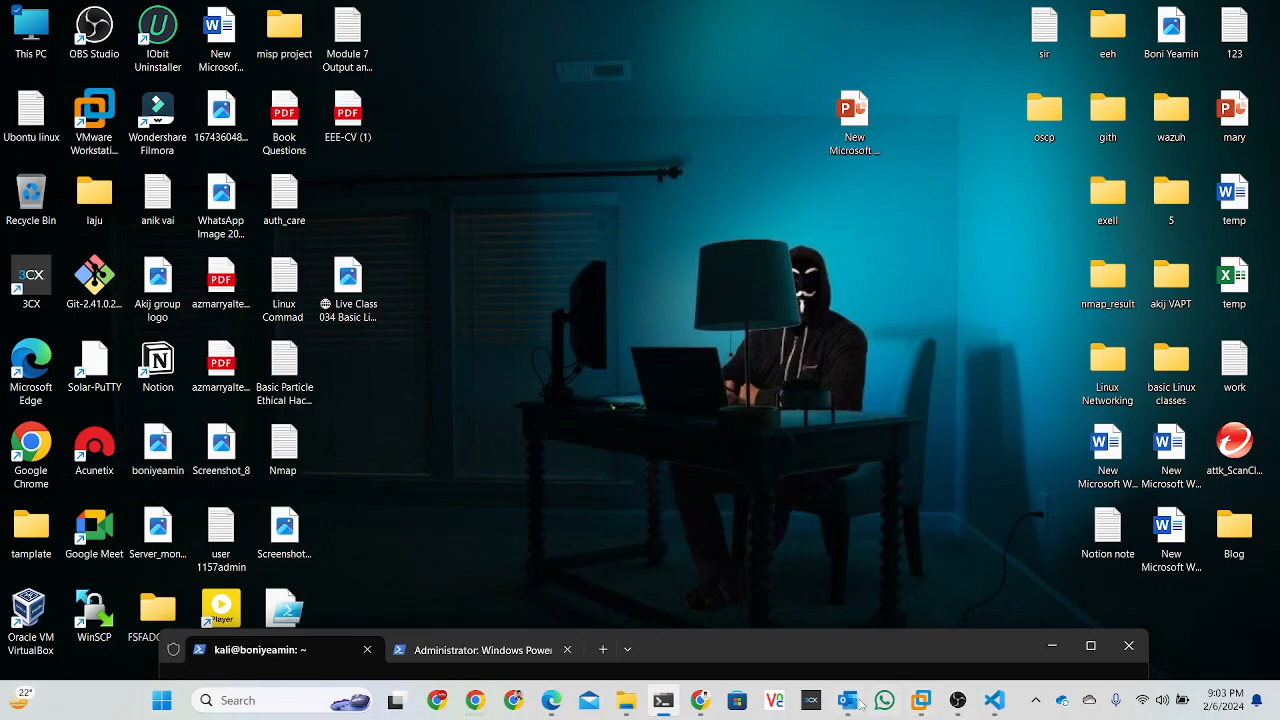 This PC
OBS Studio
IObit
Uninstaller
New
Microsof...
misp project
Module 7
Output an...
sir
eeh
Boni Yeamin
123
Ubontu linux
VMware
Workstati...
Wondershare
Filmora
167436048...
PDF
Book
Questions
PDF
EEE-CV (1)
New
Microsoft ...
oscp
gith
wazuh
mary
Recycle Bin
laju
anik vai
WhatsApp
Image 20...
auth_care
exell
5
temp
3CX
3CX
Git-2.41.0.2...
Akij group
logo
PDF
azmaryalte...
Linux
Commad
Live Class
034 Basic Li...
nmap_result
akij VAPT
temp
Microsoft
Edge
Solar-PuTTY
Notion
PDF
azmaryalte...
Basic Particle
Ethical Hac...
Linux
Networking
basic Linux
classes
work
Google
Chrome
Acunetix
boniyeamin
Screenshot_8
Nmap
New
Microsoft W...
New
Microsoft W...
attk_ScanCl...
tamplate
Google Meet
Server_mon...
user
1157admin
Screenshot...
Notion note
New
Microsoft W...
Blog
Oracle VM
VirtualBox
WinSCP
FSFADO
Player
kali@boniyeamin: ~
Administrator: Windows Power
22°
Search
9:03 PM
2/6/2024